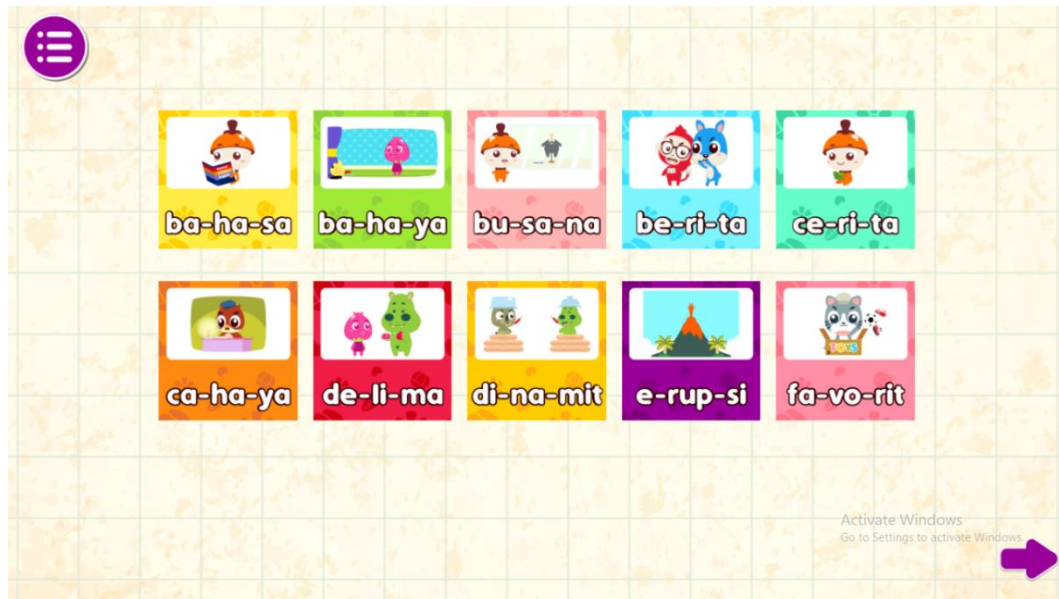 ba-ha-sa
ba-ha-ya
bu-sa-na
be-ri-ta
ce-ri-ta
ca-ha-ya
de-li-ma
di-na-mit
e-rup-si
fa-vo-rit
TOYS
Activate Windows
Go to Settings to activate Windows.